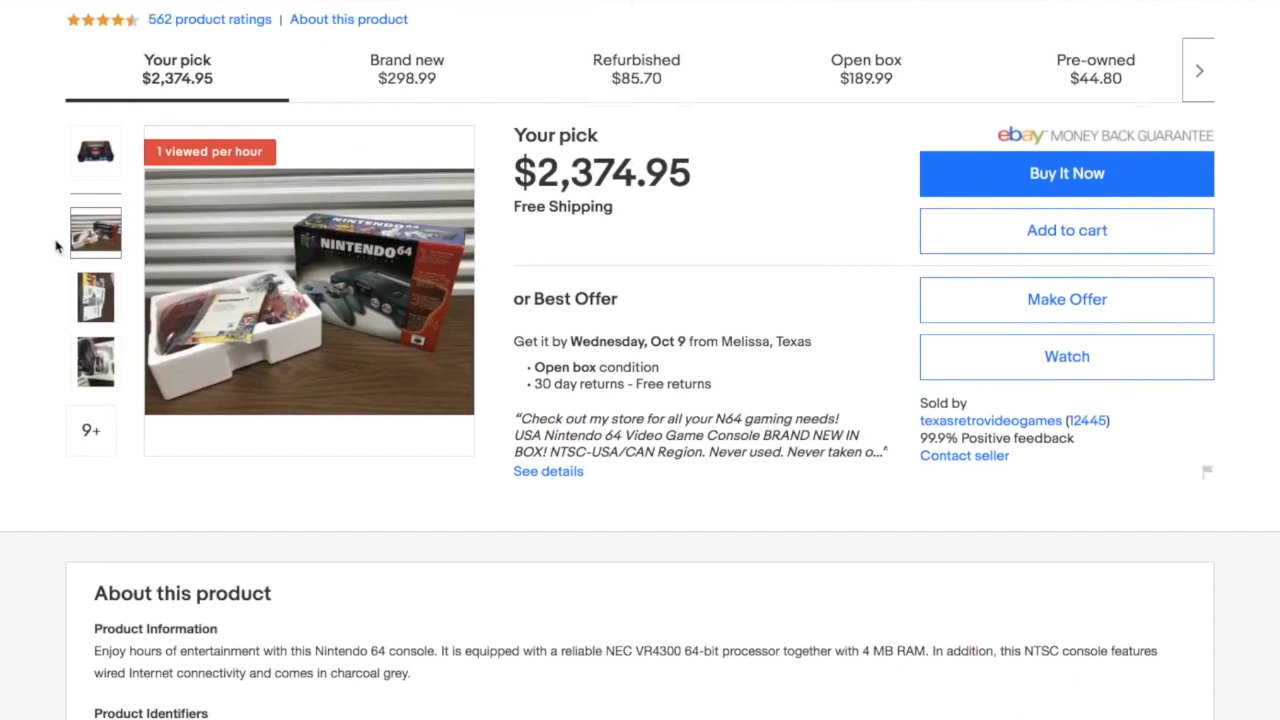 562 product ratings | About this product
Your pick
$2,374.95
Brand new
$298.99
Refurbished
$85.70
Open box
$189.99
Pre-owned
$44.80
1 viewed per hour
NINTENDO 64
NINTENDO 64
9+
Your pick
$2,374.95
Free Shipping
or Best Offer
Get it by Wednesday, Oct 9 from Melissa, Texas
• Open box condition
• 30 day returns - Free returns
“Check out my store for all your N64 gaming needs!
USA Nintendo 64 Video Game Console BRAND NEW IN
BOX! NTSC-USA/CAN Region. Never used. Never taken o...”
See details
ebay MONEY BACK GUARANTEE
Buy It Now
Add to cart
Make Offer
Watch
Sold by
texasretrovideogames (12445)
99.9% Positive feedback
Contact seller
About this product
Product Information
Enjoy hours of entertainment with this Nintendo 64 console. It is equipped with a reliable NEC VR4300 64-bit processor together with 4 MB RAM. In addition, this NTSC console features
wired Internet connectivity and comes in charcoal grey.
Product Identifiers